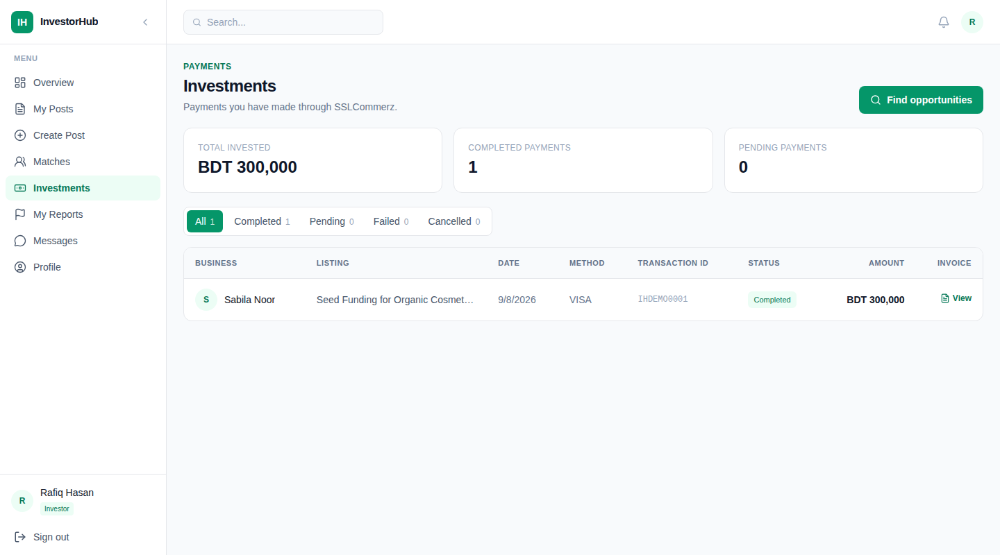 IH InvestorHub
Search...
R
MENU
Overview
My Posts
Create Post
Matches
Investments
My Reports
Messages
Profile
R
Rafiq Hasan
Investor
Sign out
PAYMENTS
Investments
Payments you have made through SSLCommerz.
Find opportunities
TOTAL INVESTED
BDT 300,000
COMPLETED PAYMENTS
1
PENDING PAYMENTS
0
All 1 Completed 1 Pending 0 Failed 0 Cancelled 0
BUSINESS LISTING DATE METHOD TRANSACTION ID STATUS AMOUNT INVOICE
S Sabila Noor Seed Funding for Organic Cosmet… 9/8/2026 VISA IHDEMO0001 Completed BDT 300,000 View